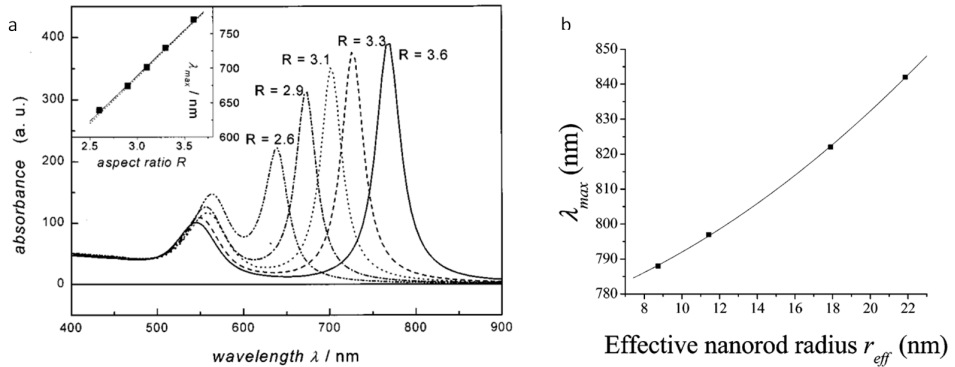 a
450
400
300
200
100
0
absorbance (a. u.)
750
700
650
600
λmax / nm
2.5 3.0 3.5
aspect ratio R
R = 2.6
R = 2.9
R = 3.1
R = 3.3
R = 3.6
400 500 600 700 800 900
wavelength λ / nm
b
850
840
820
810
800
790
780
λmax (nm)
8 10 12 14 16 18 20 22
Effective nanorod radius reff (nm)